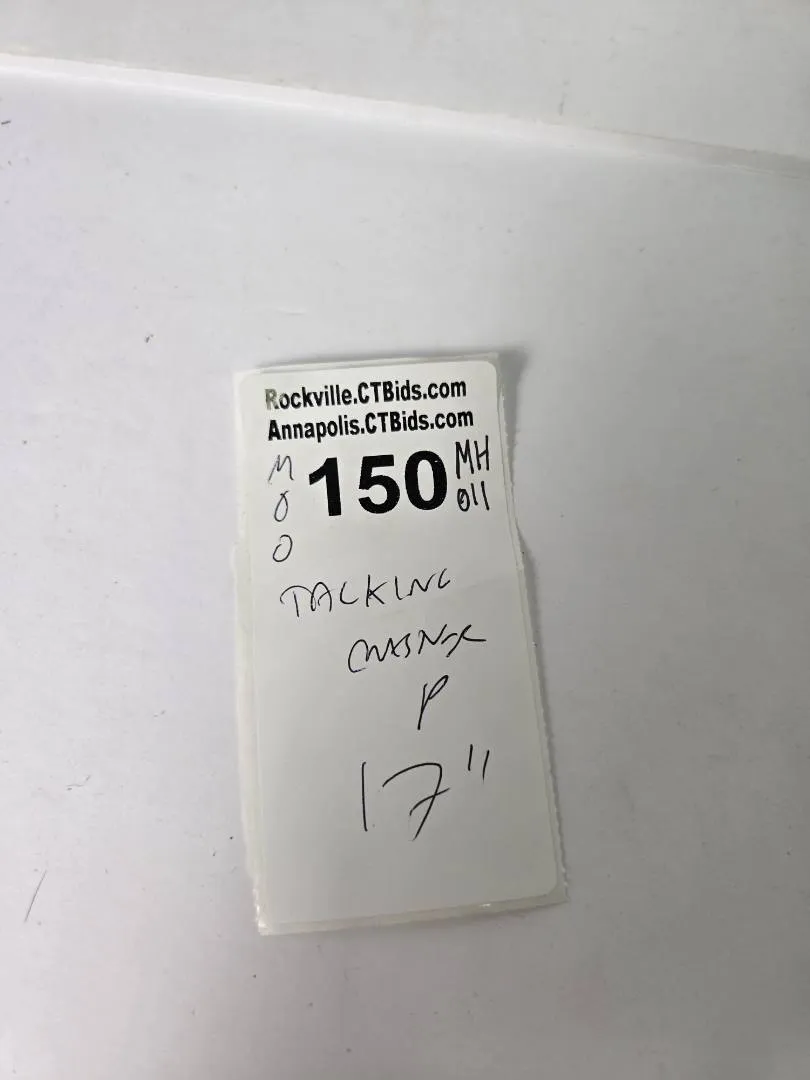 Rockville.CTBids.com
Annapolis.CTBids.com
M 150 MH
0 011
0
TALKING
P
17"